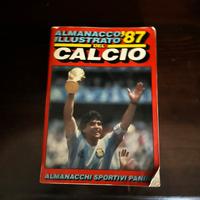 ALMANACCO '87
ILLUSTRATO
DEL
CALCIO
ALMANACCHI SPORTIVI PANINI